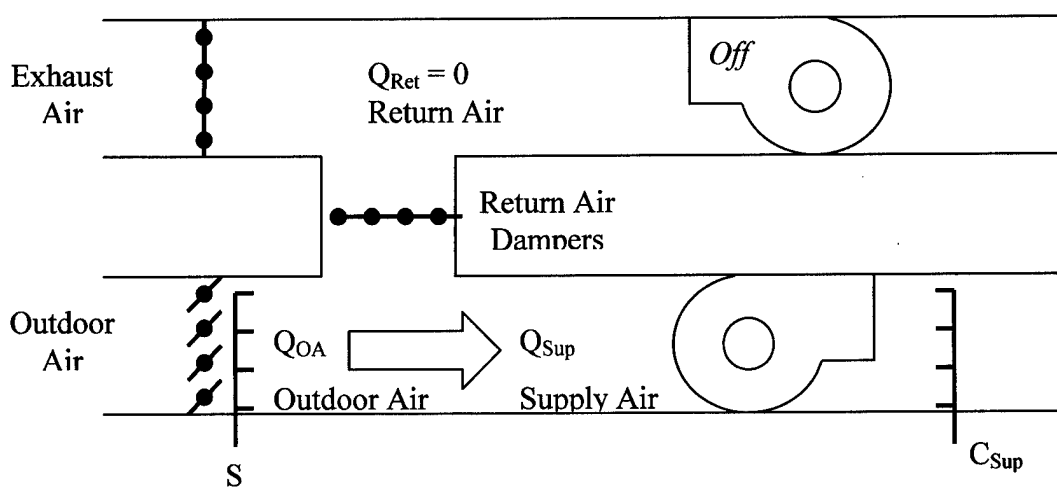 Exhaust
Air
Q_Ret = 0
Return Air
Off
Return Air
Dampers
Outdoor
Air
Q_OA
Q_Sup
Outdoor Air
Supply Air
S
C_Sup